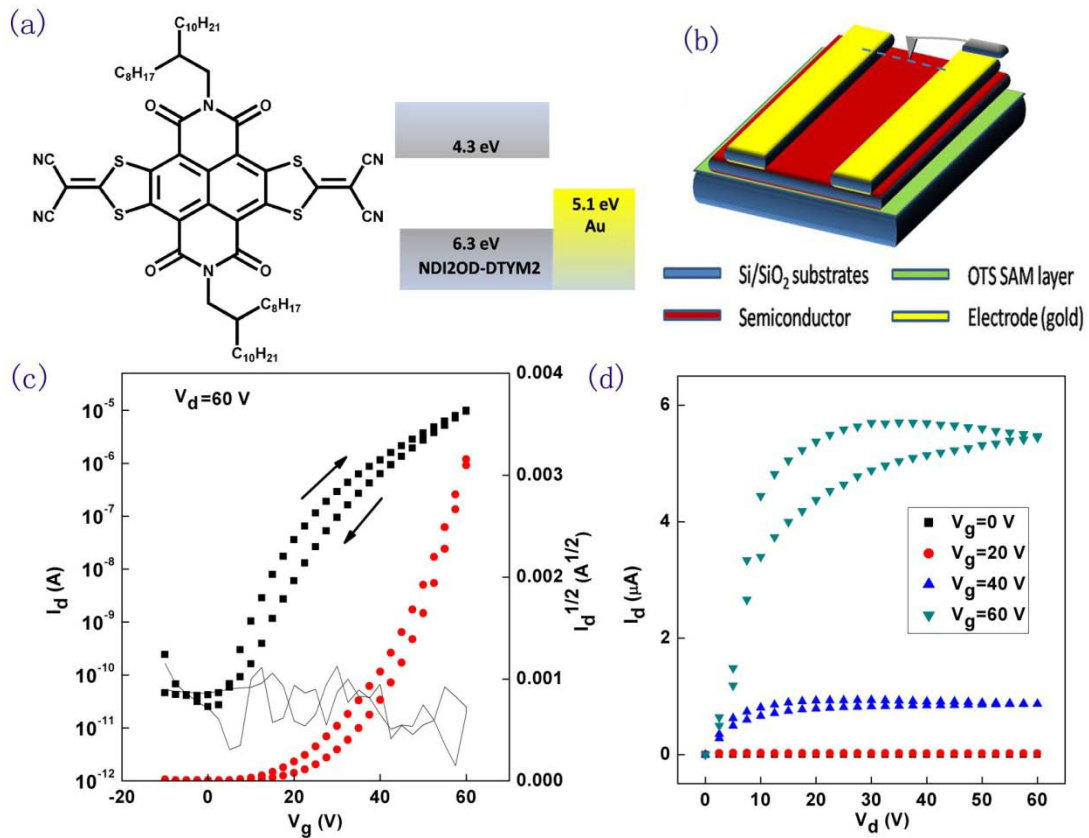 (a)
C10H21
C8H17
O
N
O
NC
S
S
CN
NC
S
S
CN
O
N
O
C8H17
C10H21
4.3 eV
6.3 eV
NDI2OD-DTYM2
5.1 eV
Au
(b)
Si/SiO2 substrates
OTS SAM layer
Semiconductor
Electrode (gold)
(c)
Vd=60 V
10-5
10-6
10-7
10-8
10-9
10-10
10-11
10-12
Id (A)
-20
0
20
40
60
Vg (V)
0.004
0.003
0.002
0.001
0.000
Id1/2 (A1/2)
(d)
6
4
2
0
Id (μA)
Vg=0 V
Vg=20 V
Vg=40 V
Vg=60 V
0
10
20
30
40
50
60
Vd (V)